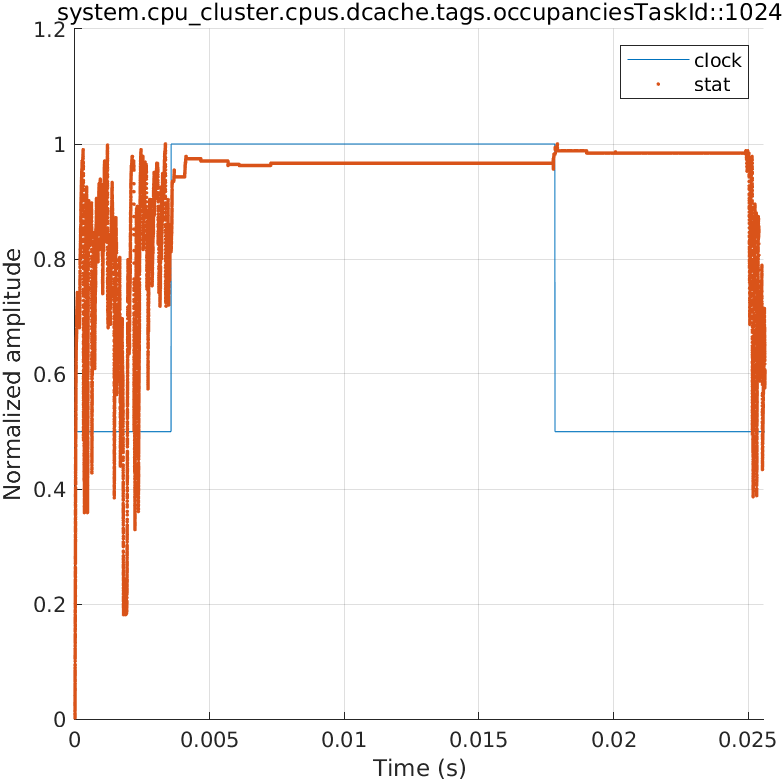 system.cpu_cluster.cpus.dcache.tags.occupanciesTaskId::1024
1.2
1
0.8
0.6
0.4
0.2
0
Normalized amplitude
clock
stat
0 0.005 0.01 0.015 0.02 0.025
Time (s)